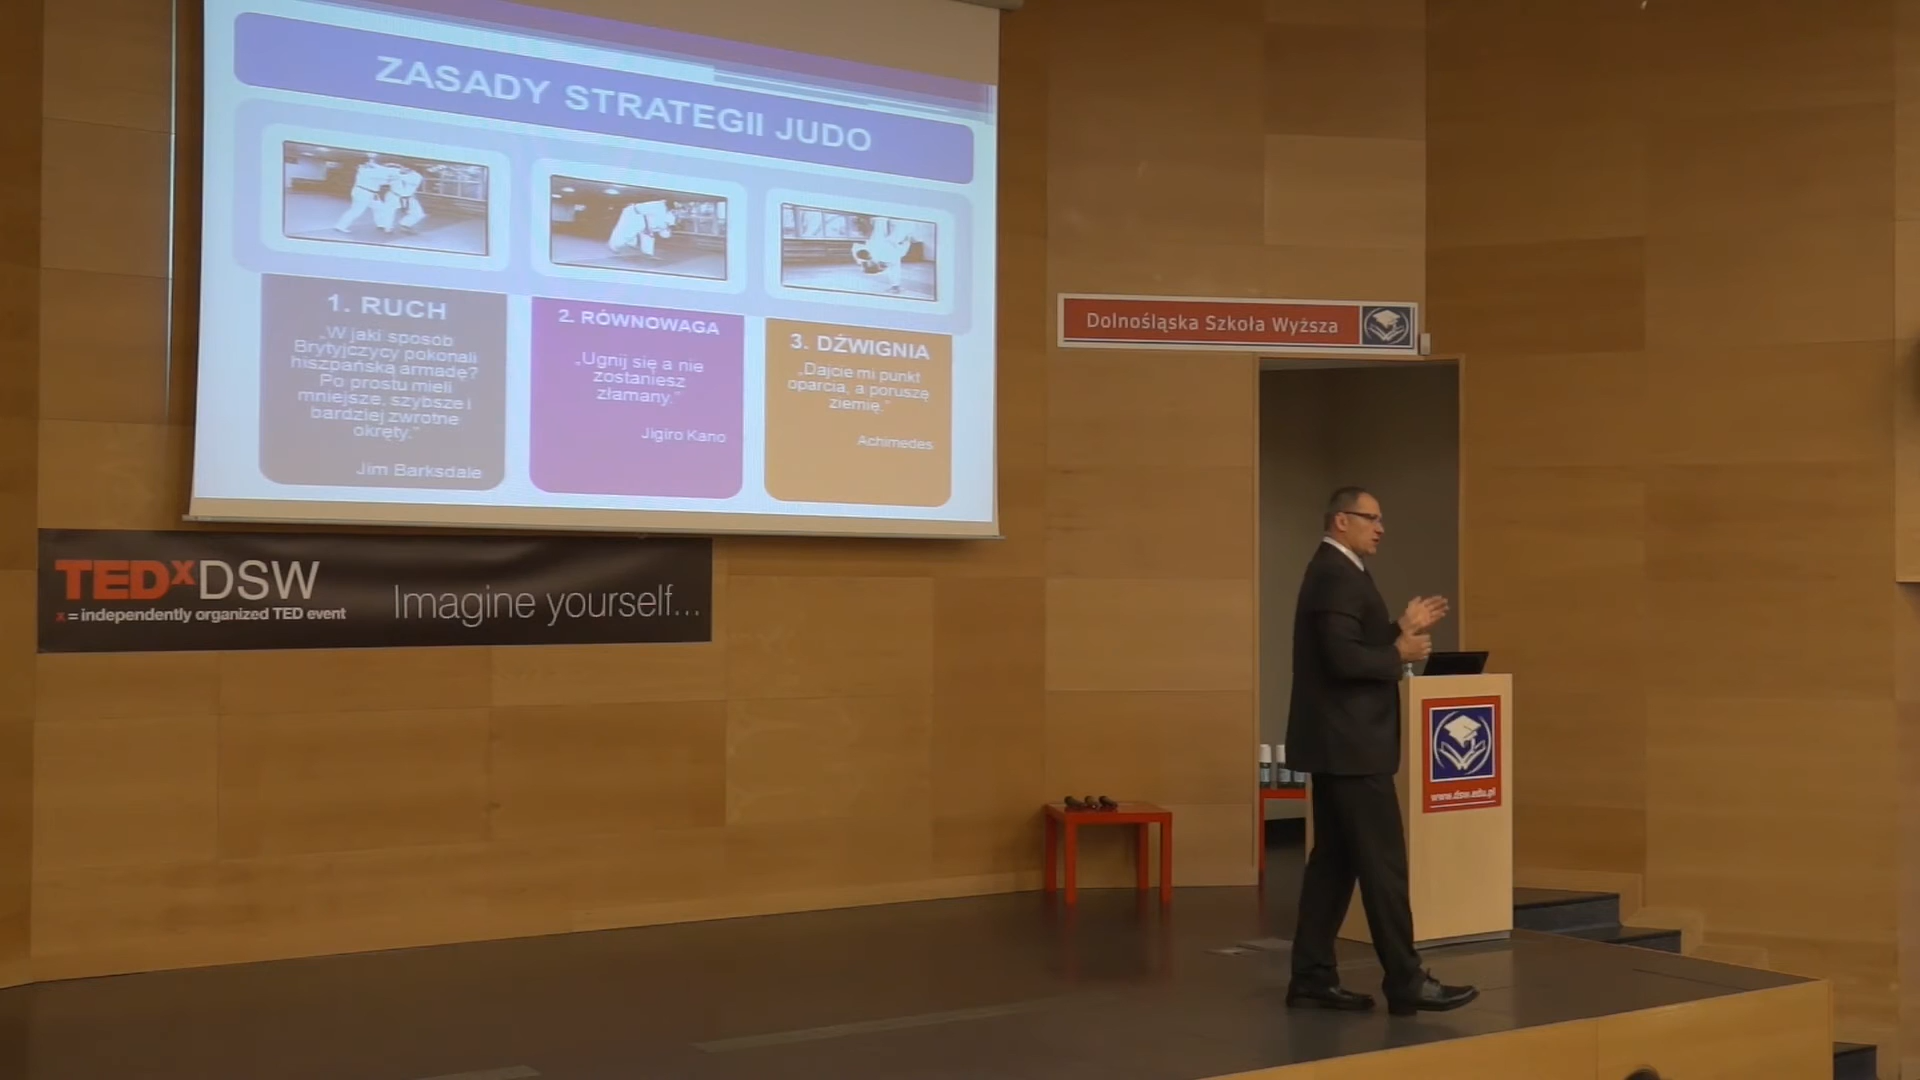 ZASADY STRATEGII JUDO
1. RUCH
„W jaki sposób
Brytyjczycy pokonali
hiszpańską armadę?
Po prostu mieli
mniejsze, szybsze i
bardziej zwrotne
okręty."
Jim Barksdale
2. RÓWNOWAGA
„Ugnij się a nie
zostaniesz
złamany."
Jigiro Kano
3. DŹWIGNIA
„Dajcie mi punkt
oparcia, a poruszę
ziemię."
Achimedes
Dolnośląska Szkoła Wyższa
TEDxDSW
x = independently organized TED event
Imagine yourself...
www.dsw.edu.pl